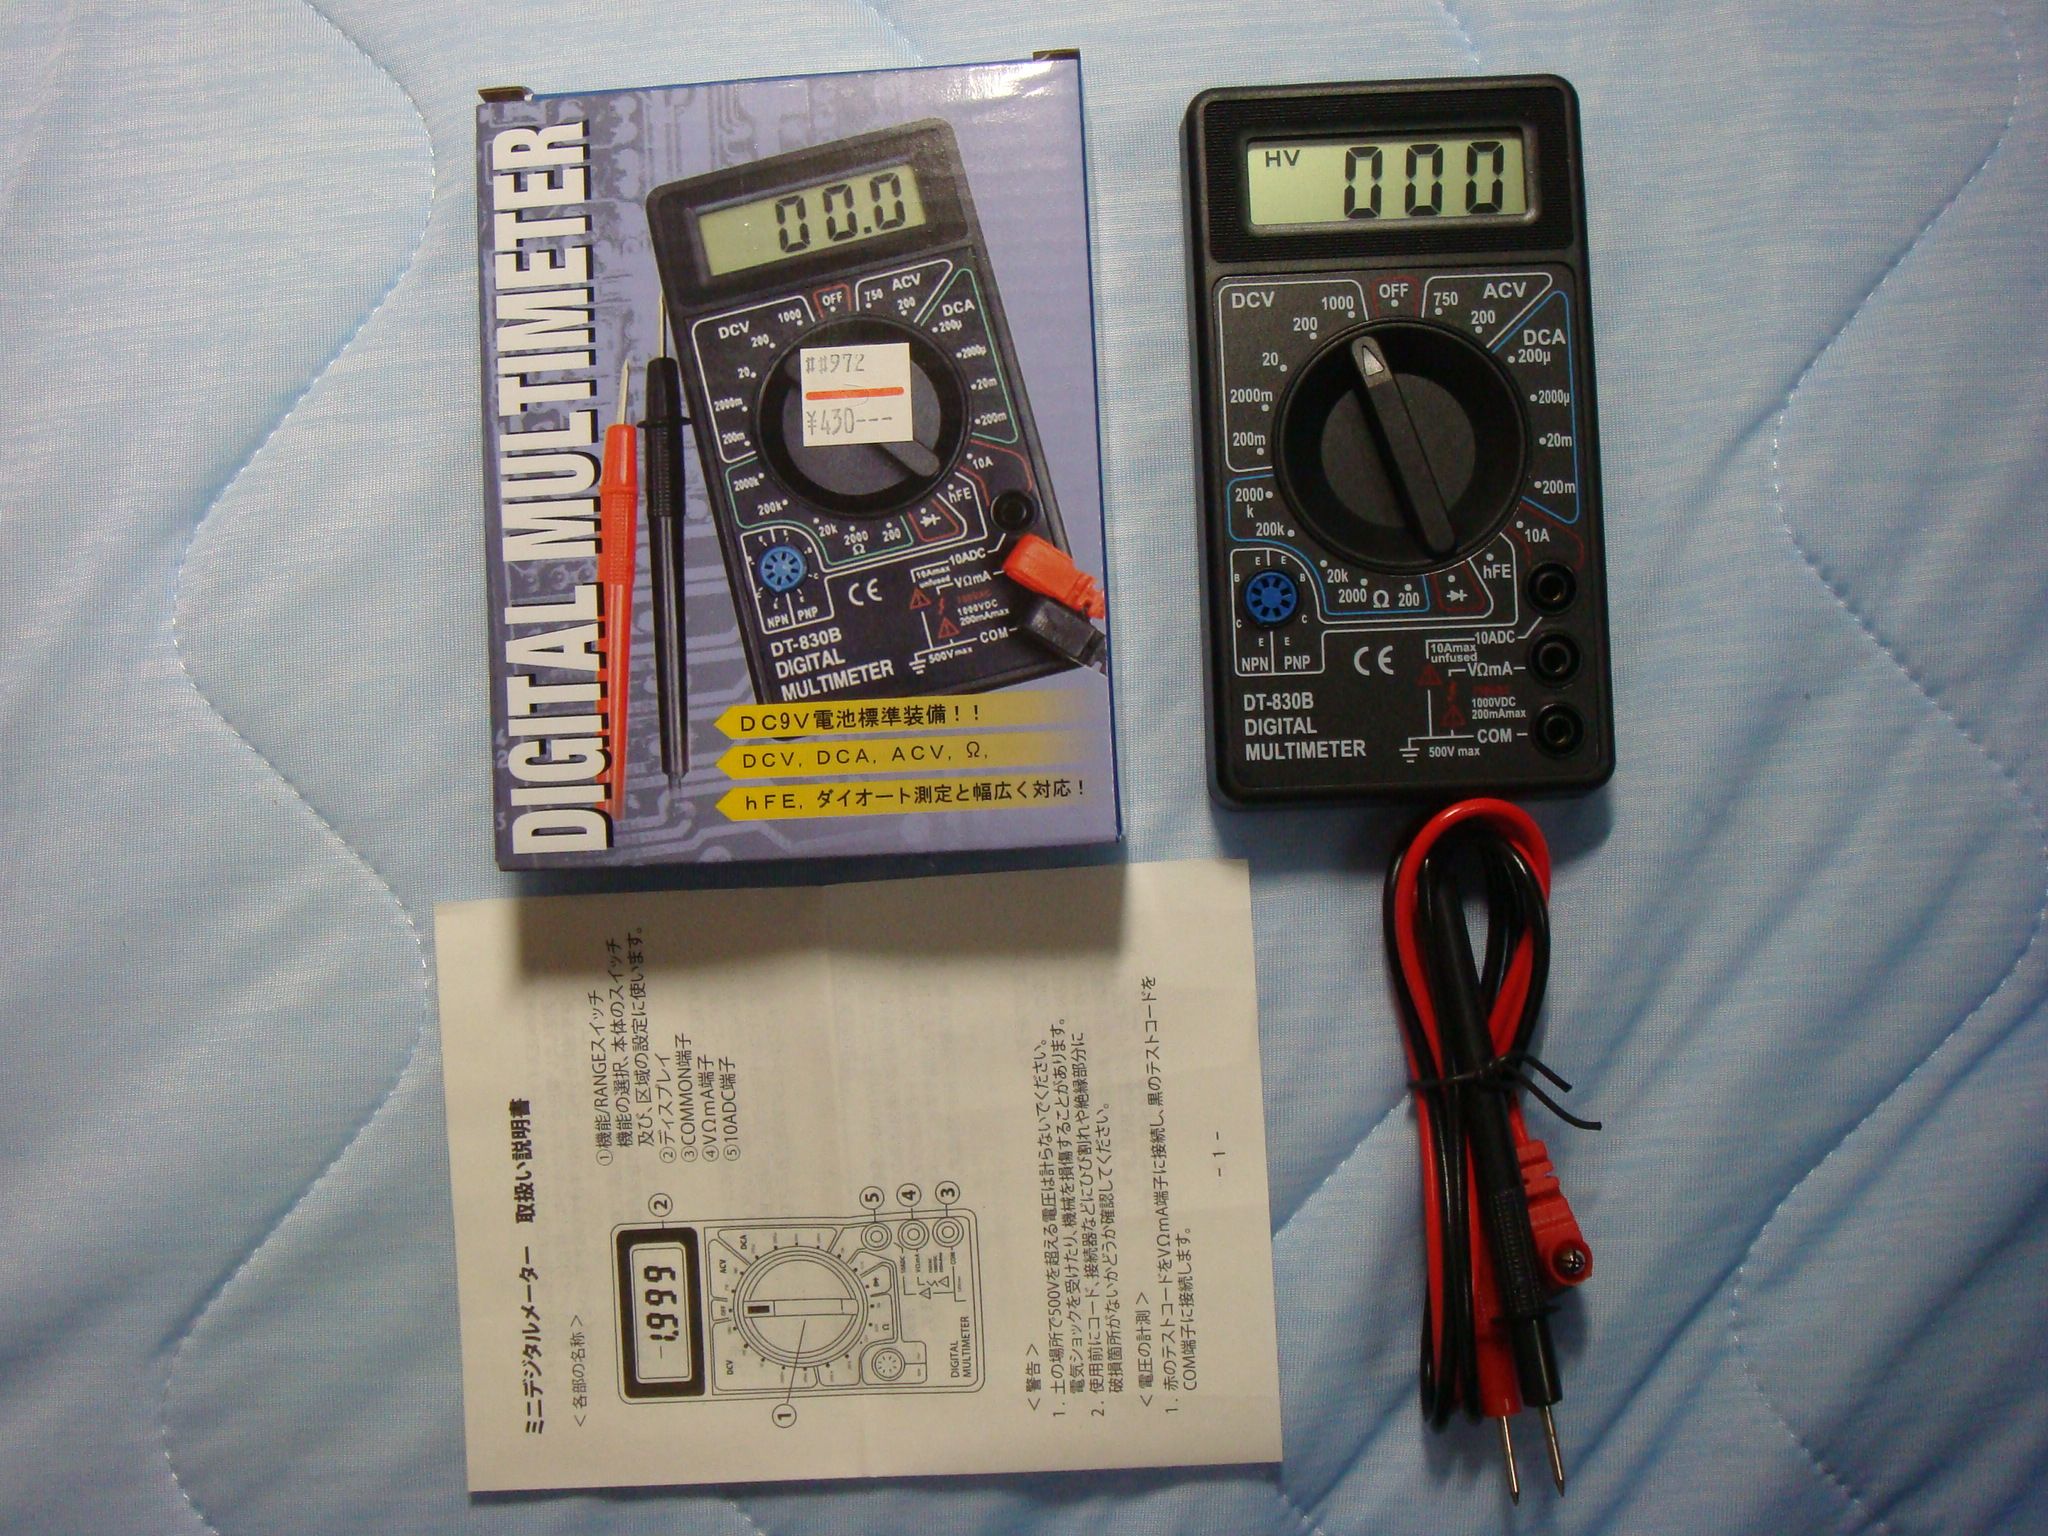 DIGITAL MULTIMETER
00.0
OFF
750
ACV
200
DCV
1000
200
20
2000m
200m
DCA
200μ
2000μ
20m
200m
10A
hFE
2000k
200k
20k
2000
Ω
200
##972
¥430---
10ADC
10Amax
unfused
VΩmA
1000VDC
200mAmax
COM
500V max
NPN PNP
CE
DT-830B
DIGITAL
MULTIMETER
DC9V電池標準装備!!
DCV, DCA, ACV, Ω,
hFE, ダイオート測定と幅広く対応!
HV 000
DCV
1000
OFF
750
ACV
200
200
20
2000m
200m
DCA
200μ
2000μ
20m
200m
10A
hFE
2000
k
200k
20k
2000
Ω
200
E E
B B
C C
E E
NPN PNP
CE
10ADC
10Amax
unfused
VΩmA
1000VDC
200mAmax
COM
500V max
DT-830B
DIGITAL
MULTIMETER
ミニデジタルメーター 取扱い説明書
<各部の名称>
-1.999
DCV
OFF
ACV
DCA
Ω
DIGITAL
MULTIMETER
①
②
③
④
⑤
①機能/RANGEスイッチ
機能の選択、本体のスイッチ
及び、区域の設定に使います。
②ディスプレイ
③COMMON端子
④VΩmA端子
⑤10ADC端子
<警告>
1. 土の場所で500Vを超える電圧は計らないでください。
電気ショックを受けたり、機械を損傷することがあります。
2. 使用前にコード、接続器などにひび割れや絶縁部分に
破損箇所がないかどうか確認してください。
<電圧の計測>
1. 赤のテストコードをVΩmA端子に接続し、黒のテストコードを
COM端子に接続します。
- 1 -